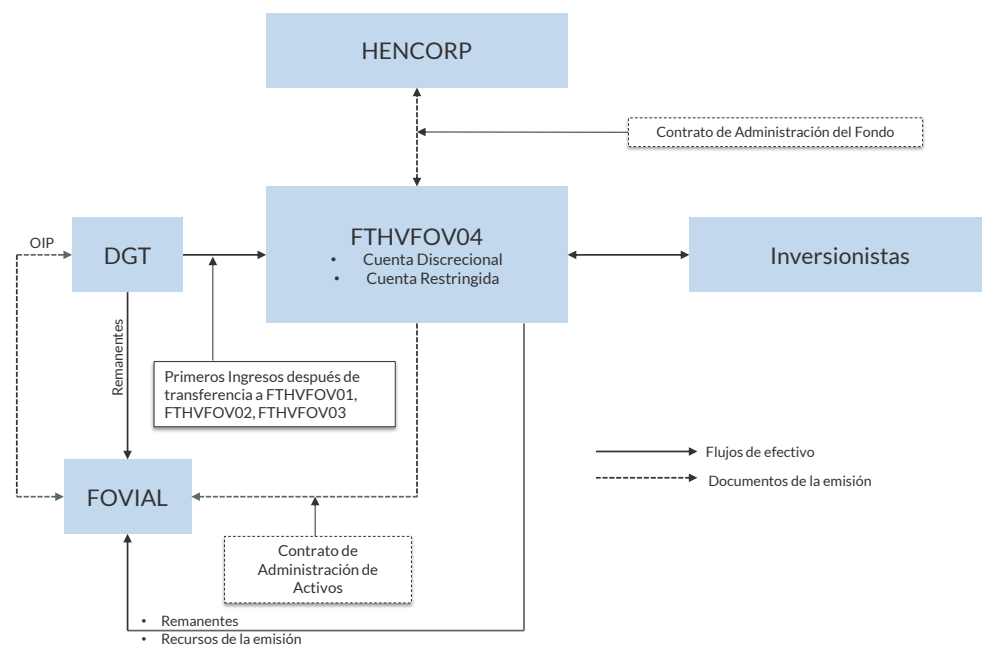 HENCORP
Contrato de Administración del Fondo
OIP
DGT
FTHVFOV04
• Cuenta Discrecional
• Cuenta Restringida
Inversionistas
Remanentes
Primeros Ingresos después de
transferencia a FTHVFOV01,
FTHVFOV02, FTHVFOV03
Flujos de efectivo
Documentos de la emisión
FOVIAL
Contrato de
Administración de
Activos
• Remanentes
• Recursos de la emisión